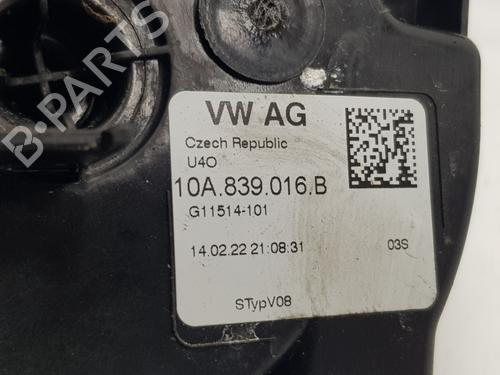 VW AG
Czech Republic
U4O
10A.839.016.B
G11514-101
14.02.22 21:08:31 03S
STypV08
B-PARTS